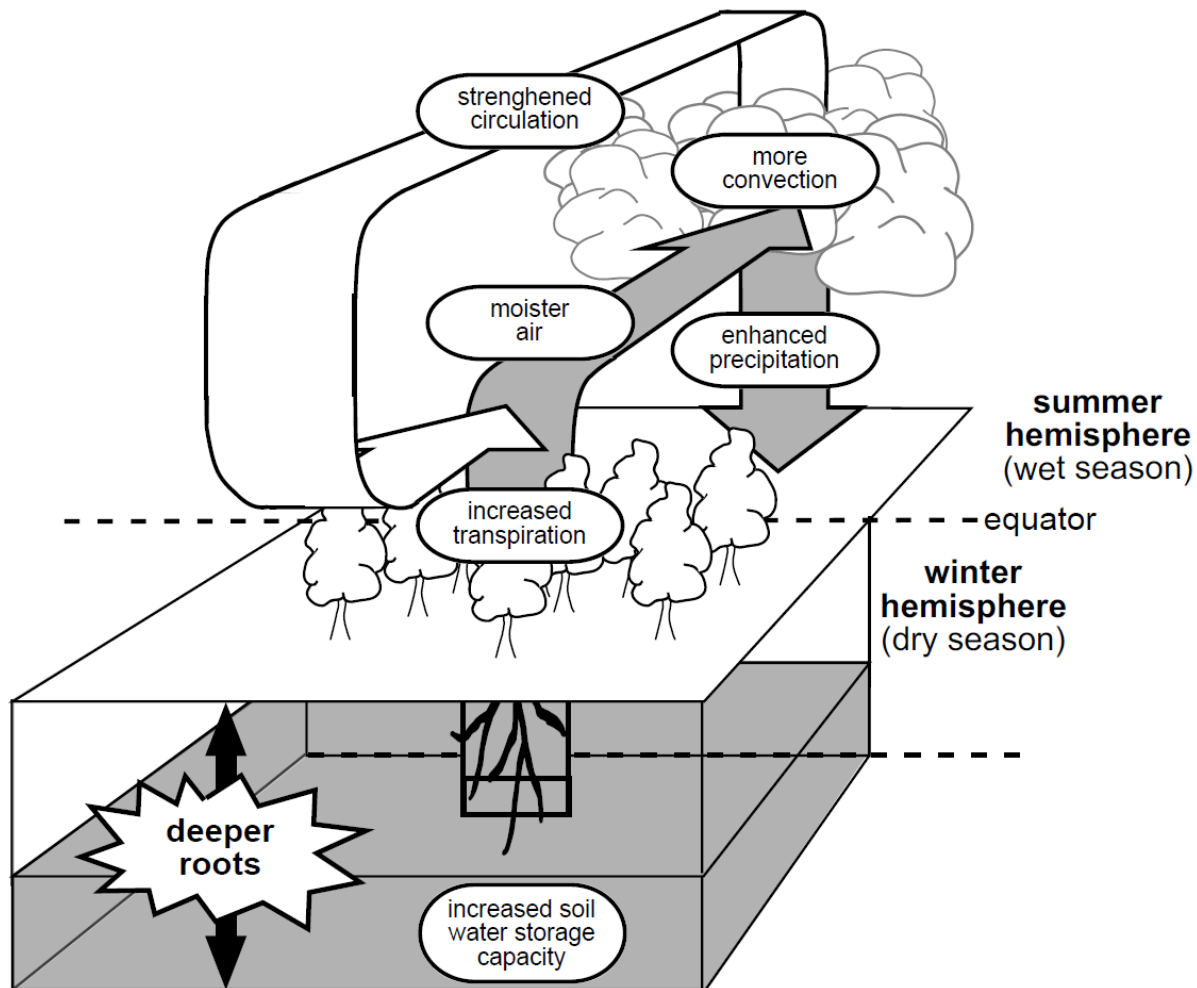 strenghened
circulation
more
convection
moister
air
enhanced
precipitation
summer
hemisphere
(wet season)
increased
transpiration
equator
winter
hemisphere
(dry season)
deeper
roots
increased soil
water storage
capacity